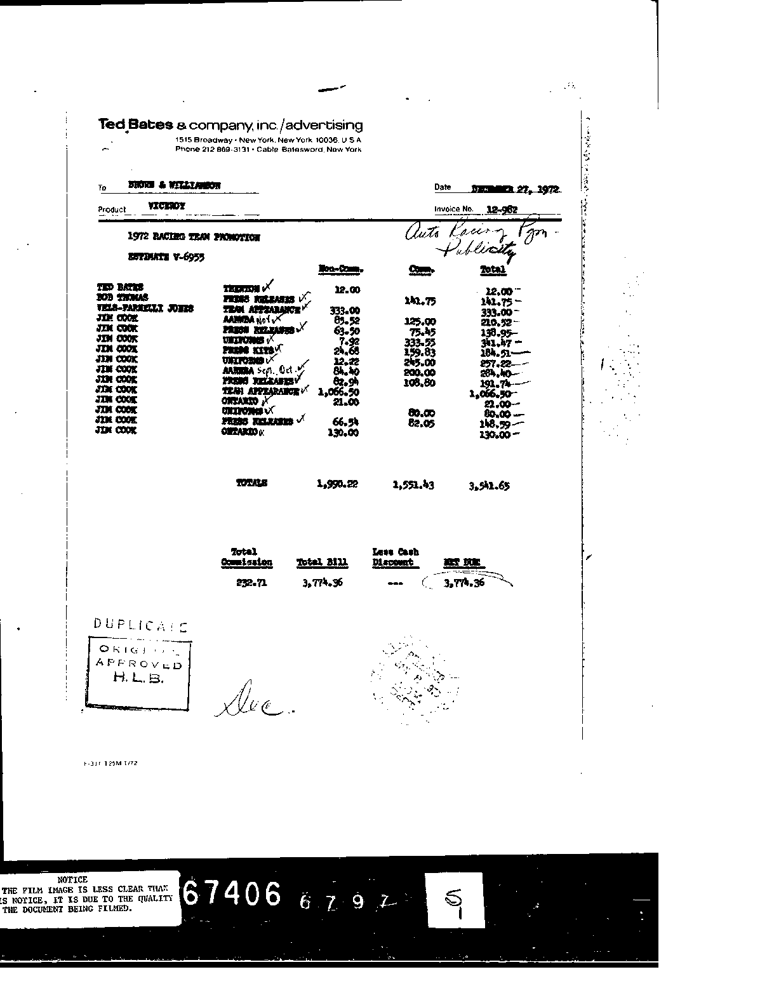 Ted Bates & company, inc./advertising
1515 Broadway • New York, New York 10036, U S A
Phone 212 869-3131 • Cable Batesword, New York
To BROWN & WILLIAMSON Date DECEMBER 27, 1972
Product VICEROY Invoice No. 12-982
1972 RACING TEAM PROMOTION Auto Racing Pgm -
Publicity
ESTIMATE V-6955
Non-Comm. Comm. Total
TED BATES TRENTON 12.00 12.00
BOB THOMAS PRESS RELEASES 141.75 141.75
VELS-PARNELLI JONES TEAM APPEARANCE 333.00 333.00
JIM COOK 85.52 125.00 210.52
JIM COOK PRESS RELEASES 63.50 75.45 138.95
JIM COOK UNIFORMS 7.92 333.55 341.47
JIM COOK PRESS KITS 24.68 159.83 184.51
JIM COOK UNIFORMS 12.22 245.00 257.22
JIM COOK Sept. Oct. 84.40 200.00 284.40
JIM COOK PRESS RELEASES 82.94 108.80 191.74
JIM COOK TEAM APPEARANCE 1,066.50 1,066.50
JIM COOK ONTARIO 21.00 21.00
JIM COOK UNIFORMS 80.00 80.00
JIM COOK PRESS RELEASES 66.54 82.05 148.59
JIM COOK ONTARIO 130.00 130.00
TOTALS 1,990.22 1,551.43 3,541.65
Total Less Cash
Commission Total Bill Discount NET DUE
232.71 3,774.36 --- 3,774.36
DUPLICATE
ORIGINAL
APPROVED
H.L.B.
Dec.
NOTICE
THE FILM IMAGE IS LESS CLEAR THAN
IS NOTICE, IT IS DUE TO THE QUALITY
THE DOCUMENT BEING FILMED.
67406 6797
5
1